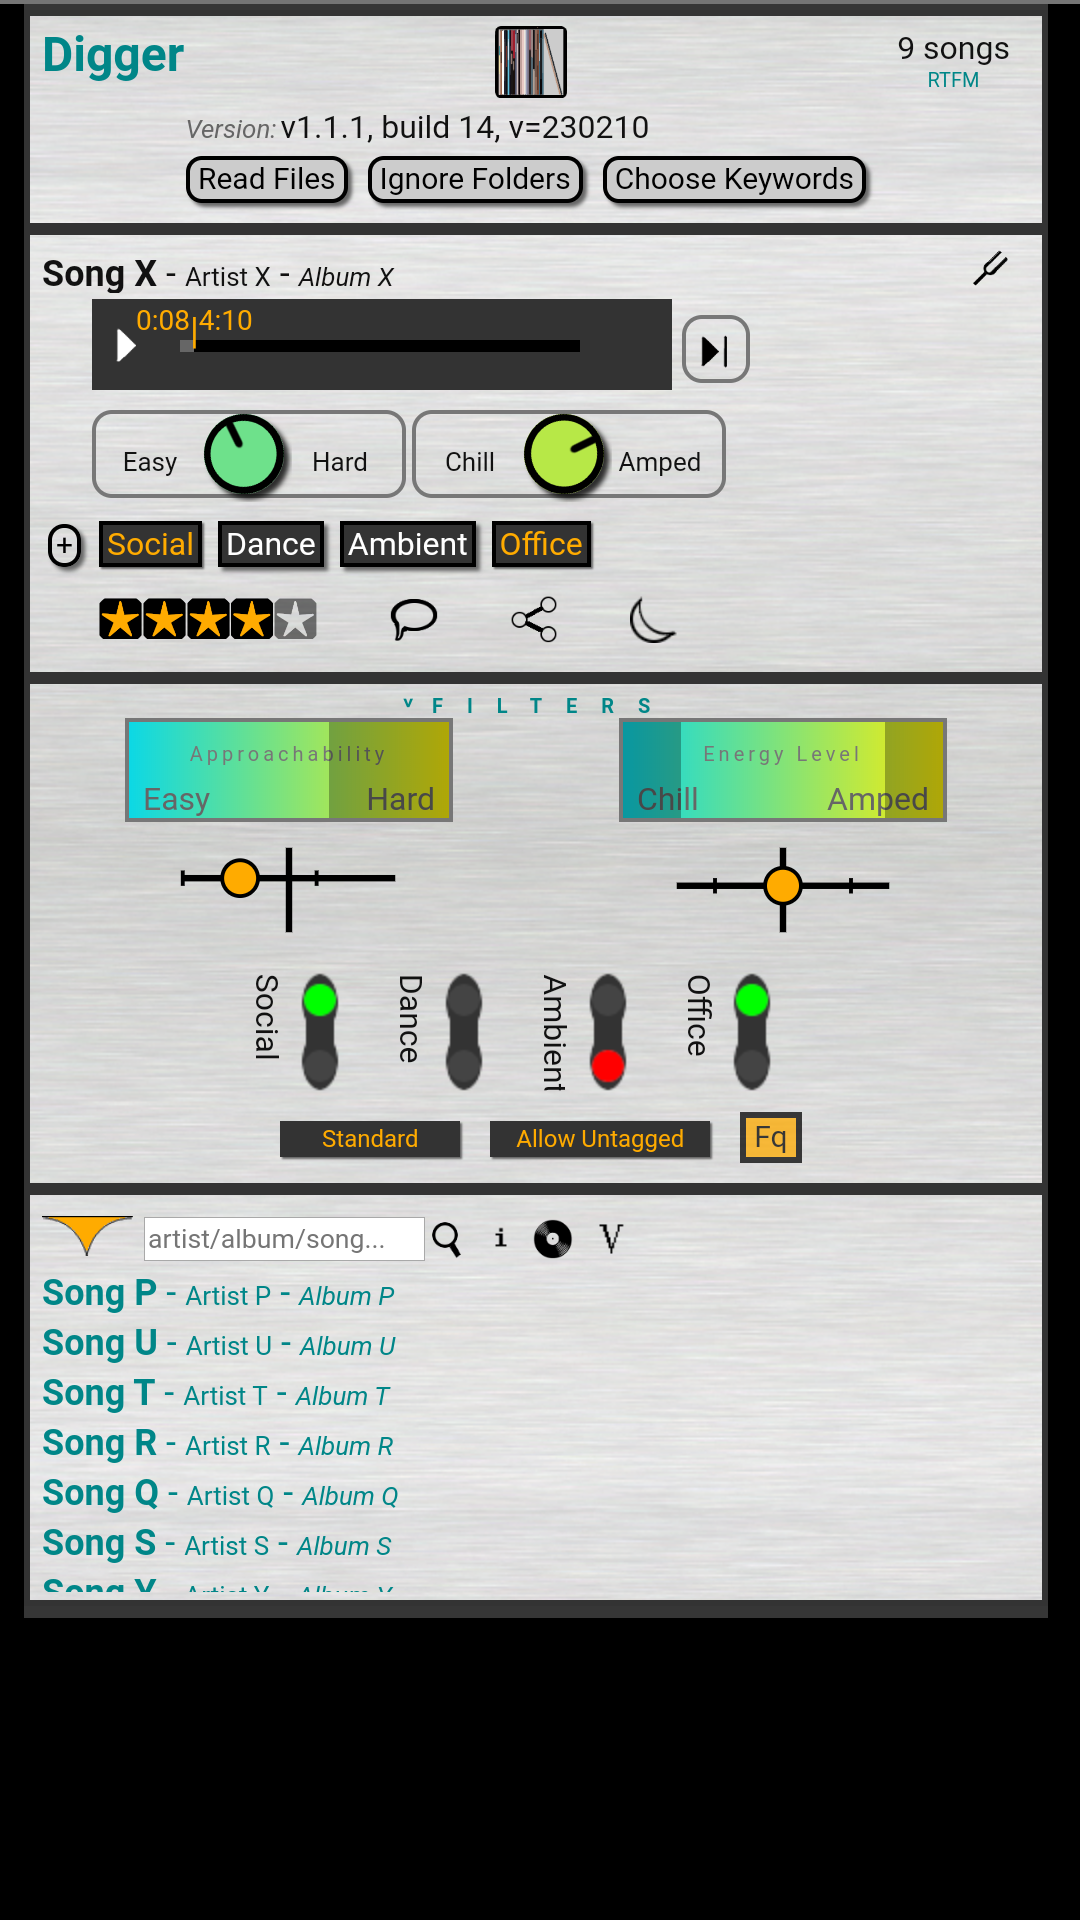 Digger
9 songs
RTFM
Version: v1.1.1, build 14, v=230210
Read Files Ignore Folders Choose Keywords
Song X - Artist X - Album X
0:08 4:10
Easy Hard Chill Amped
+ Social Dance Ambient Office
v FILTERS
Approachability Energy Level
Easy Hard Chill Amped
Social Dance Ambient Office
Standard Allow Untagged Fq
artist/album/song... i V
Song P - Artist P - Album P
Song U - Artist U - Album U
Song T - Artist T - Album T
Song R - Artist R - Album R
Song Q - Artist Q - Album Q
Song S - Artist S - Album S